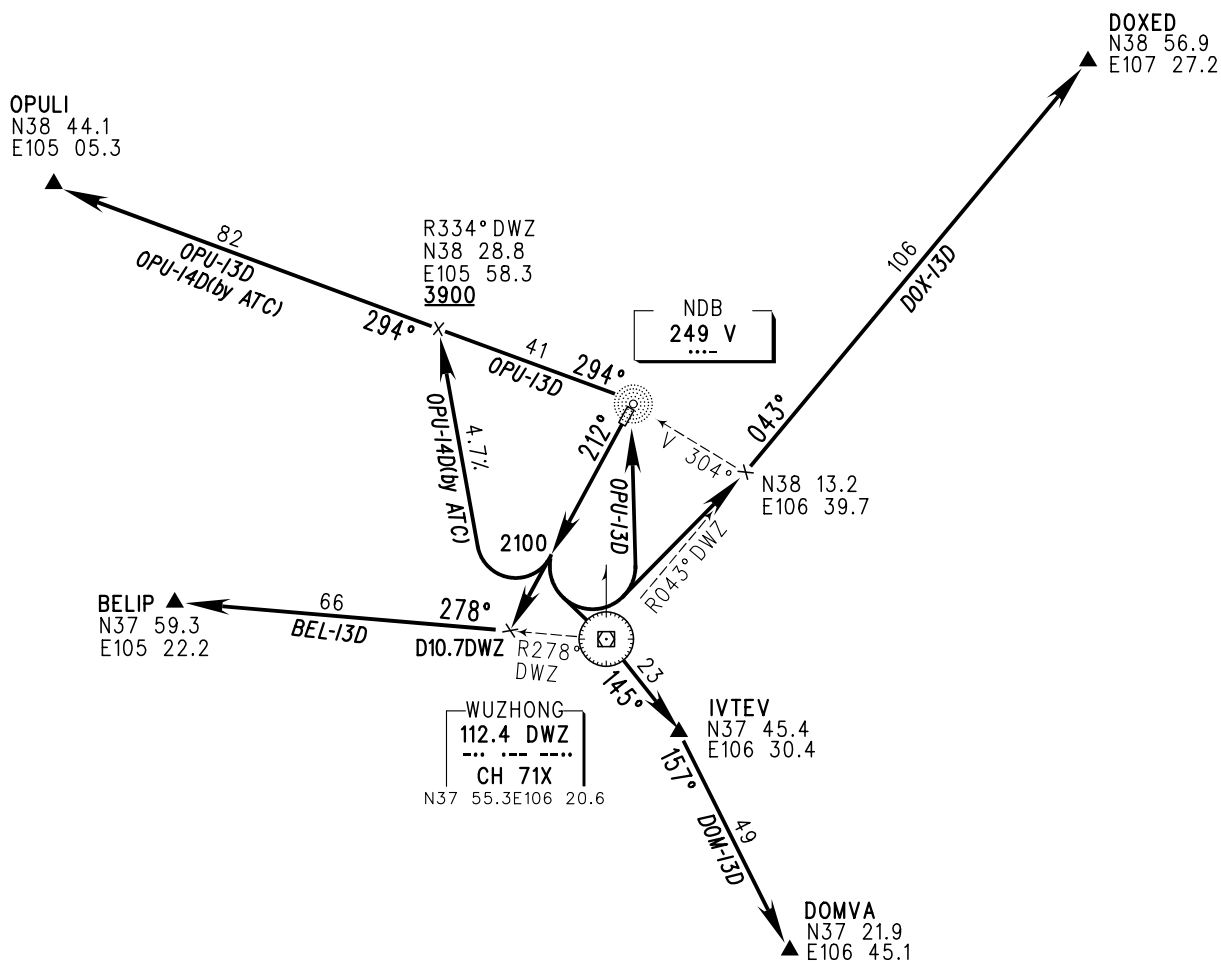 DOXED
N38 56.9
E107 27.2
OPULI
N38 44.1
E105 05.3
82
OPU-13D
OPU-14D(by ATC)
R334° DWZ
N38 28.8
E105 58.3
3900
294°
41
OPU-13D
294°
NDB
249 V
106
DOX-13D
043°
V 304°
N38 13.2
E106 39.7
R043° DWZ
212°
OPU-13D
4.7%
OPU-14D(by ATC)
2100
BELIP
N37 59.3
E105 22.2
66
BEL-13D
278°
D10.7DWZ
R278°
DWZ
WUZHONG
112.4 DWZ
CH 71X
N37 55.3E106 20.6
23
145°
IVTEV
N37 45.4
E106 30.4
157°
49
DOM-13D
DOMVA
N37 21.9
E106 45.1